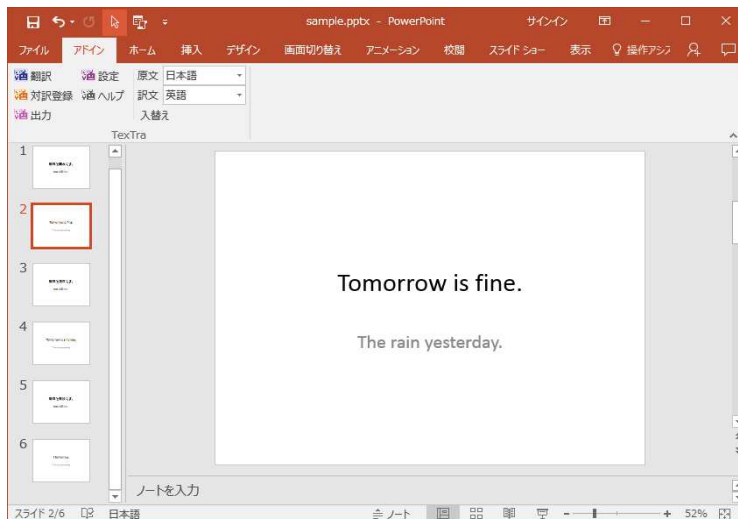 sample.pptx - PowerPoint サインイン
ファイル アドイン ホーム 挿入 デザイン 画面切り替え アニメーション 校閲 スライド ショー 表示 操作アシ
翻訳 設定 原文 日本語
対訳登録 ヘルプ 訳文 英語
出力 入替え
TexTra
1
2
3
4
5
6
Tomorrow is fine.
The rain yesterday.
ノートを入力
スライド 2/6 日本語 ノート 52%